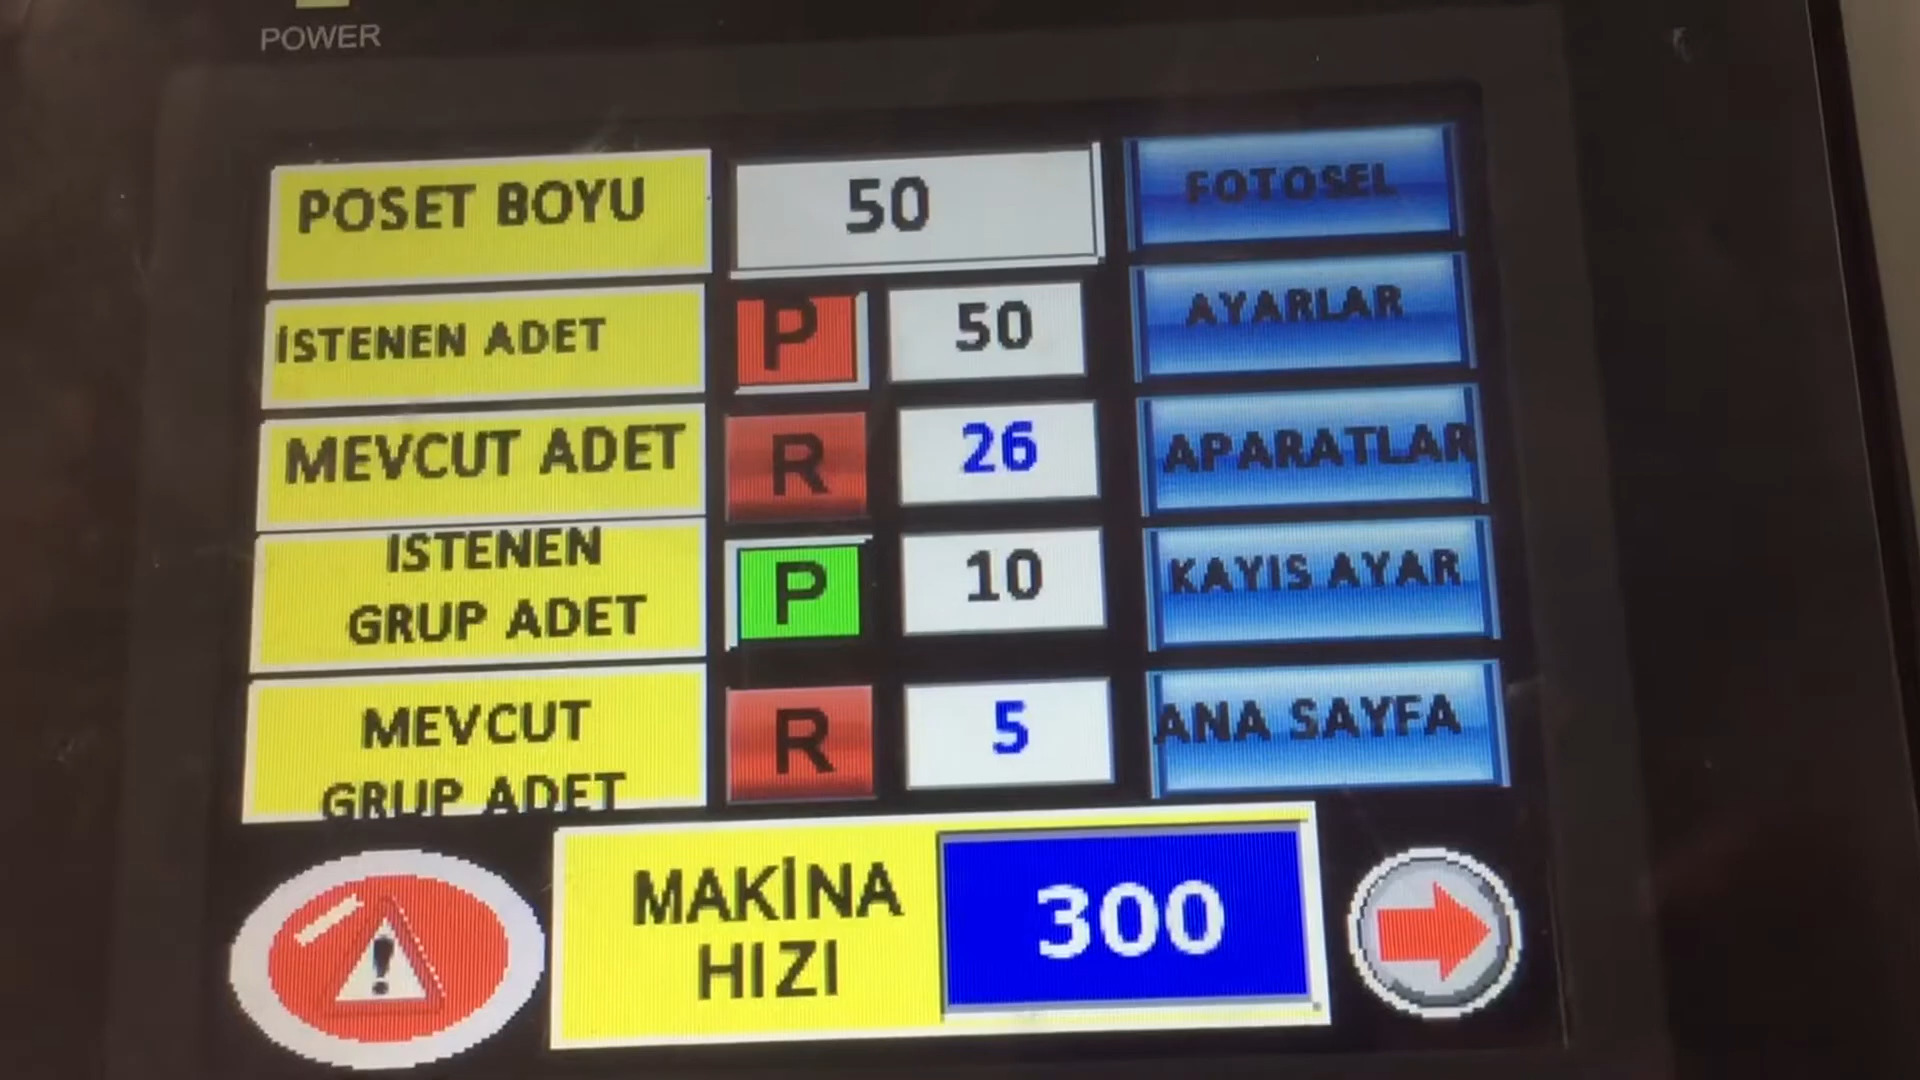 POWER
POSET BOYU
50
FOTOSEL
İSTENEN ADET
P
50
AYARLAR
MEVCUT ADET
R
26
APARATLAR
ISTENEN
GRUP ADET
P
10
KAYIS AYAR
MEVCUT
GRUP ADET
R
5
ANA SAYFA
MAKİNA
HIZI
300